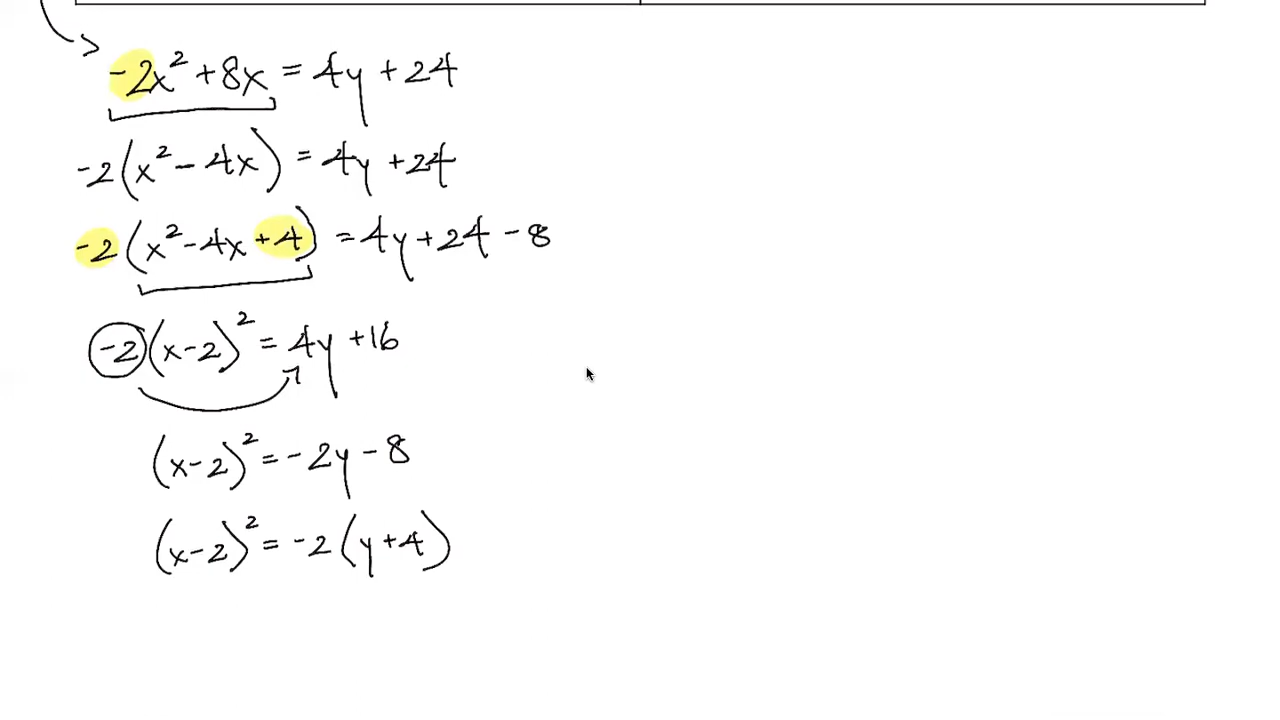 -2x² + 8x = 4y + 24
-2(x² - 4x) = 4y + 24
-2(x² - 4x + 4) = 4y + 24 - 8
-2(x - 2)² = 4y + 16
(x - 2)² = -2y - 8
(x - 2)² = -2(y + 4)